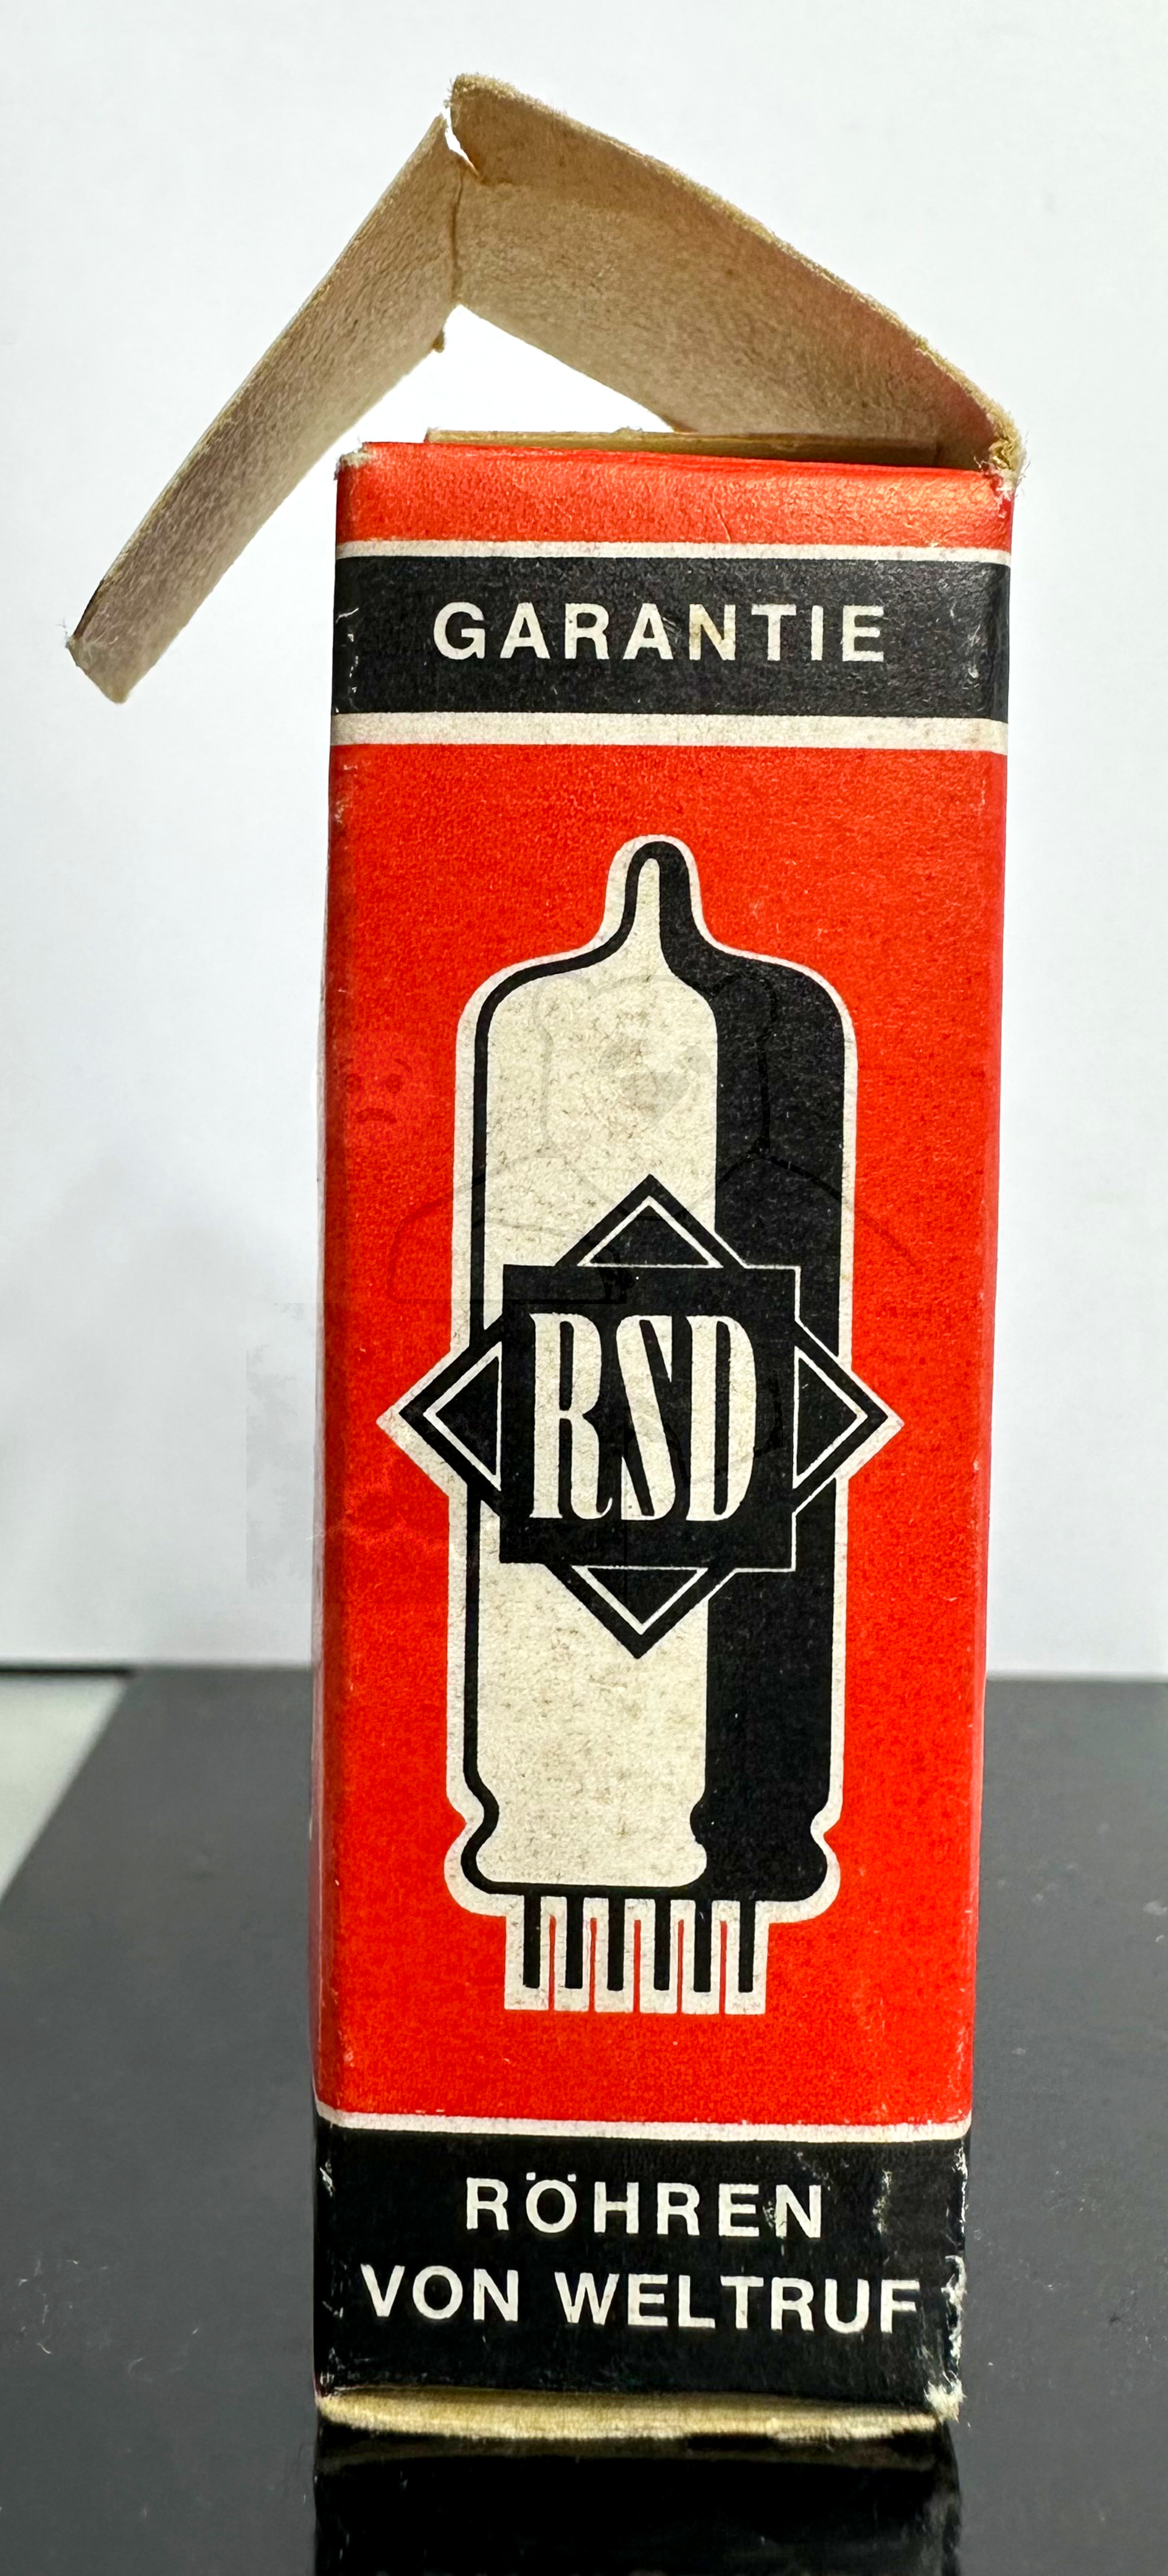 GARANTIE
RSD
RÖHREN
VON WELTRUF